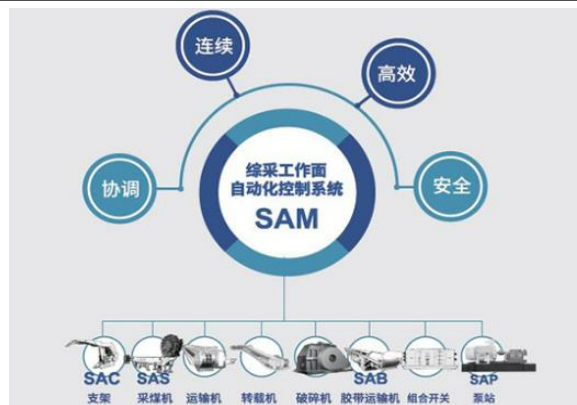 连续
高效
协调
安全
综采工作面
自动化控制系统
SAM
SAC
SAS
SAB
SAP
支架
采煤机
运输机
转载机
破碎机
胶带运输机
组合开关
泵站